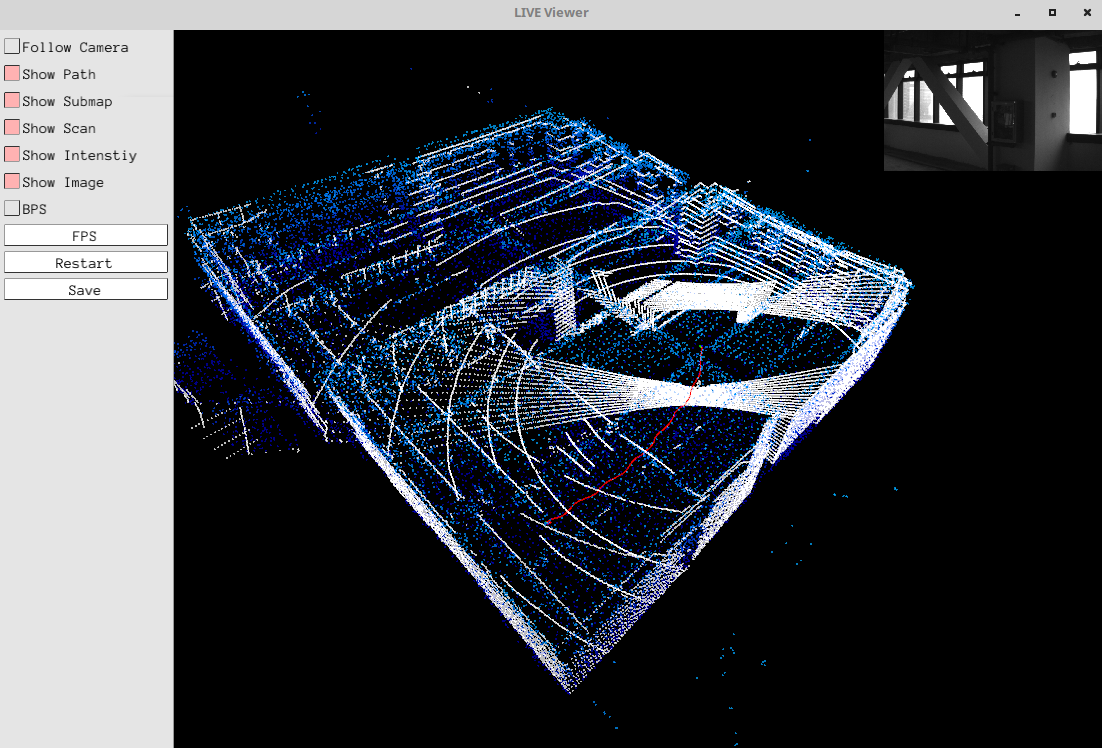 LIVE Viewer
Follow Camera
Show Path
Show Submap
Show Scan
Show Intenstiy
Show Image
BPS
FPS
Restart
Save